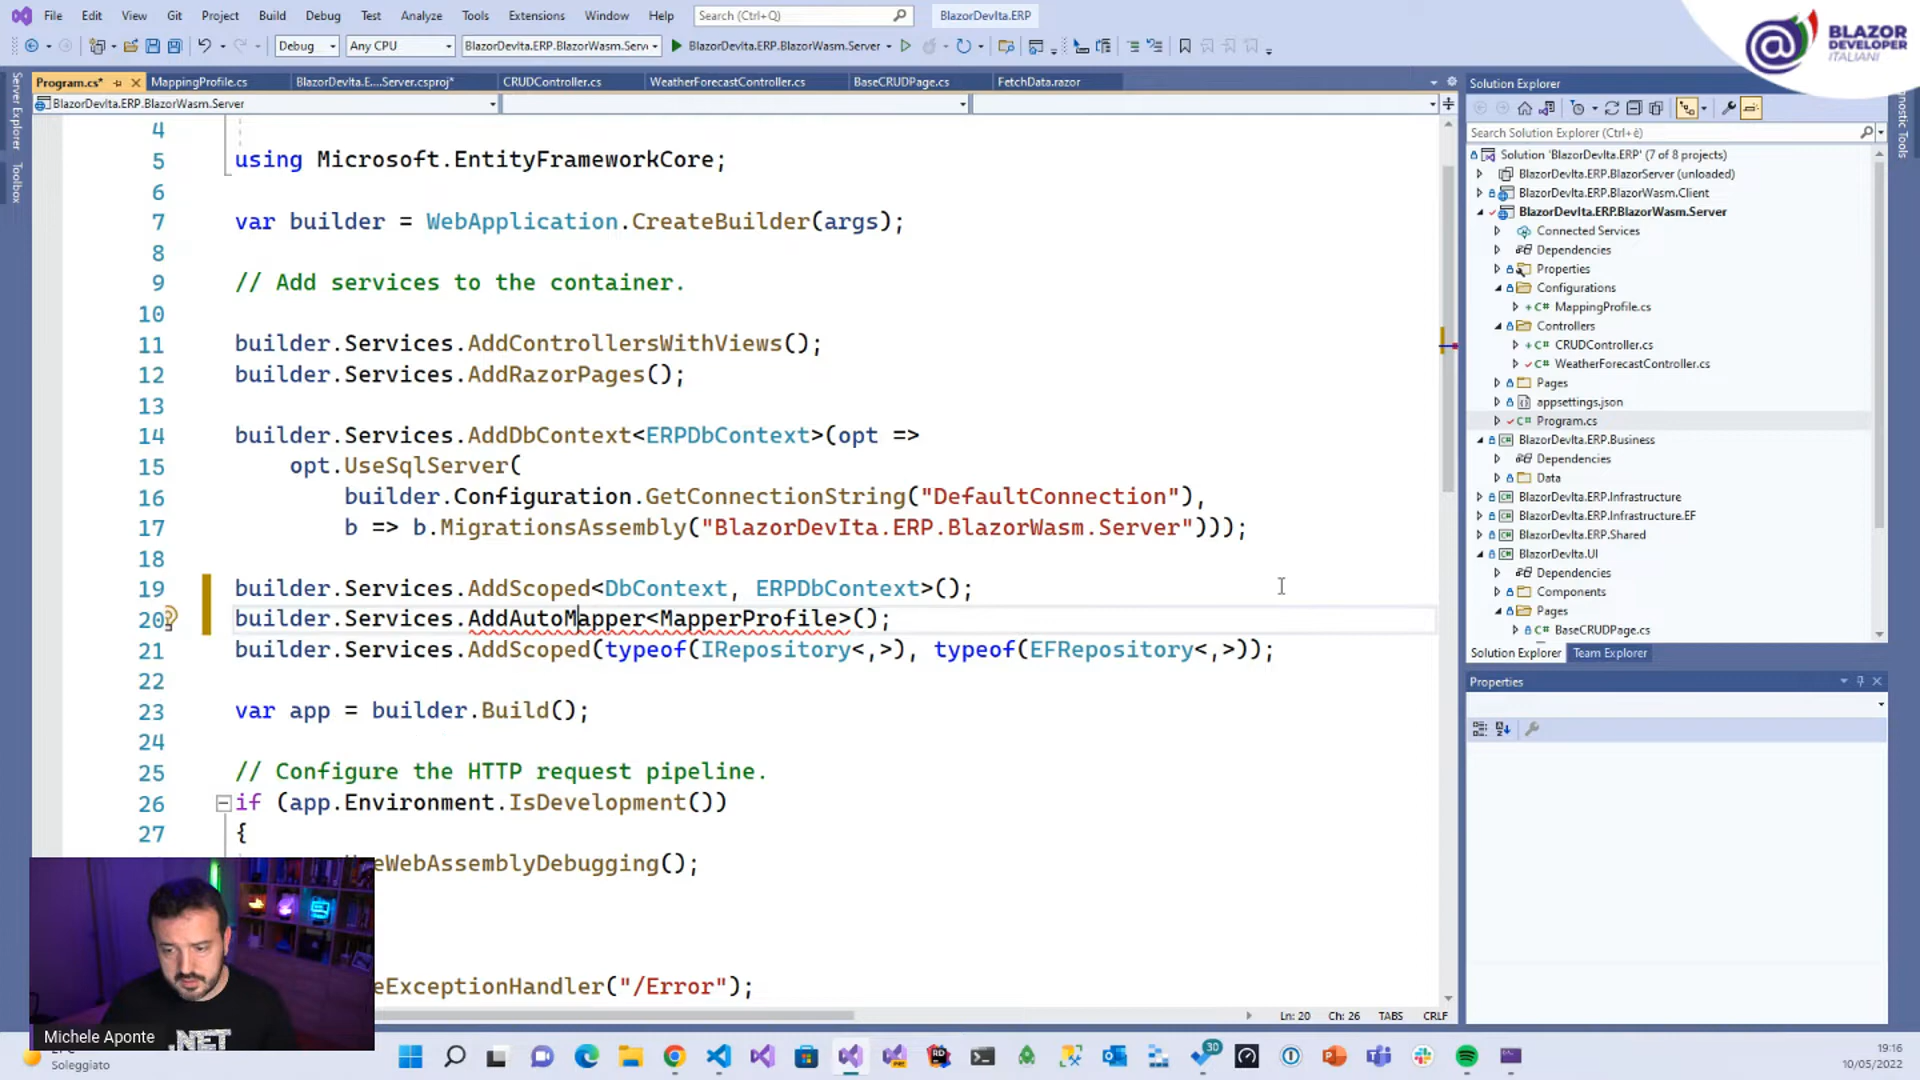 File Edit View Git Project Build Debug Test Analyze Tools Extensions Window Help Search (Ctrl+Q) BlazorDevIta.ERP
BLAZOR
DEVELOPER
ITALIANI
Debug Any CPU BlazorDevIta.ERP.BlazorWasm.Serv BlazorDevIta.ERP.BlazorWasm.Server
Program.cs* MappingProfile.cs BlazorDevIta.E....Server.csproj* CRUDController.cs WeatherForecastController.cs BaseCRUDPage.cs FetchData.razor
BlazorDevIta.ERP.BlazorWasm.Server
Server Explorer
Toolbox
4
5 using Microsoft.EntityFrameworkCore;
6
7 var builder = WebApplication.CreateBuilder(args);
8
9 // Add services to the container.
10
11 builder.Services.AddControllersWithViews();
12 builder.Services.AddRazorPages();
13
14 builder.Services.AddDbContext<ERPDbContext>(opt =>
15 opt.UseSqlServer(
16 builder.Configuration.GetConnectionString("DefaultConnection"),
17 b => b.MigrationsAssembly("BlazorDevIta.ERP.BlazorWasm.Server")));
18
19 builder.Services.AddScoped<DbContext, ERPDbContext>();
20 builder.Services.AddAutoMapper<MapperProfile>();
21 builder.Services.AddScoped(typeof(IRepository<,>), typeof(EFRepository<,>));
22
23 var app = builder.Build();
24
25 // Configure the HTTP request pipeline.
26 if (app.Environment.IsDevelopment())
27 {
eWebAssemblyDebugging();
eExceptionHandler("/Error");
Ln: 20 Ch: 26 TABS CRLF
Solution Explorer
Search Solution Explorer (Ctrl+è)
Solution 'BlazorDevIta.ERP' (7 of 8 projects)
BlazorDevIta.ERP.BlazorServer (unloaded)
BlazorDevIta.ERP.BlazorWasm.Client
BlazorDevIta.ERP.BlazorWasm.Server
Connected Services
Dependencies
Properties
Configurations
C# MappingProfile.cs
Controllers
C# CRUDController.cs
C# WeatherForecastController.cs
Pages
appsettings.json
C# Program.cs
BlazorDevIta.ERP.Business
Dependencies
Data
BlazorDevIta.ERP.Infrastructure
BlazorDevIta.ERP.Infrastructure.EF
BlazorDevIta.ERP.Shared
BlazorDevIta.UI
Dependencies
Components
Pages
C# BaseCRUDPage.cs
Solution Explorer Team Explorer
Properties
nostic Tools
Michele Aponte
.NET
Soleggiato
30
19:16
10/05/2022